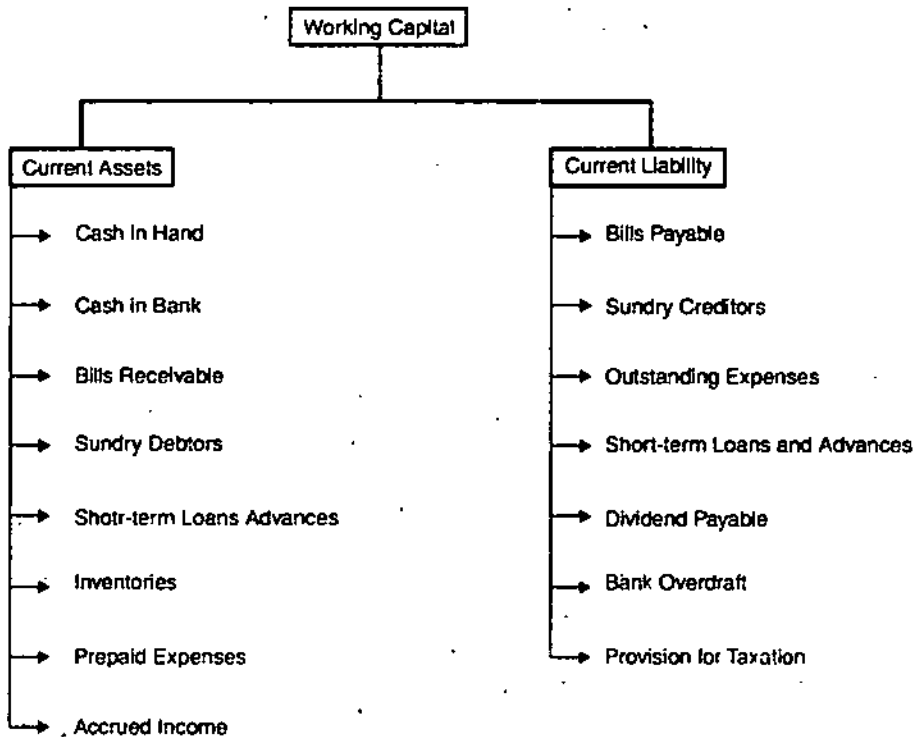 Working Capital
Current Assets
Cash in Hand
Cash in Bank
Bills Receivable
Sundry Debtors
Shotr-term Loans Advances
Inventories
Prepaid Expenses
Accrued Income
Current Liability
Bills Payable
Sundry Creditors
Outstanding Expenses
Short-term Loans and Advances
Dividend Payable
Bank Overdraft
Provision for Taxation